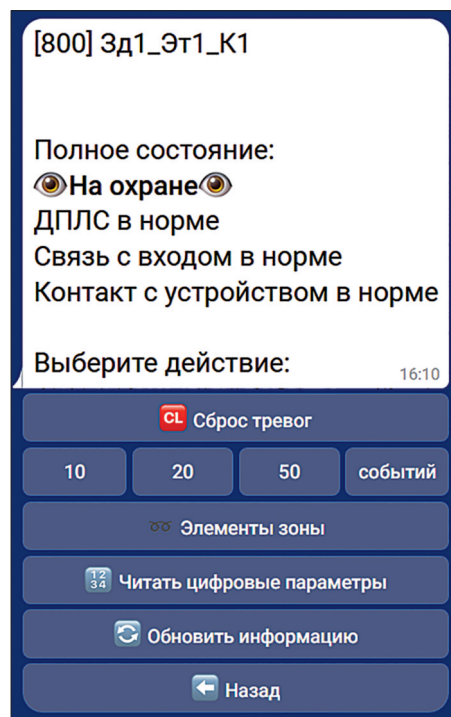 [800] Зд1_Эт1_К1
Полное состояние:
👁На охране👁
ДПЛС в норме
Связь с входом в норме
Контакт с устройством в норме
Выберите действие:
16:10
CL Сброс тревог
10 20 50 событий
➿ Элементы зоны
🔢 Читать цифровые параметры
🔄 Обновить информацию
⬅ Назад